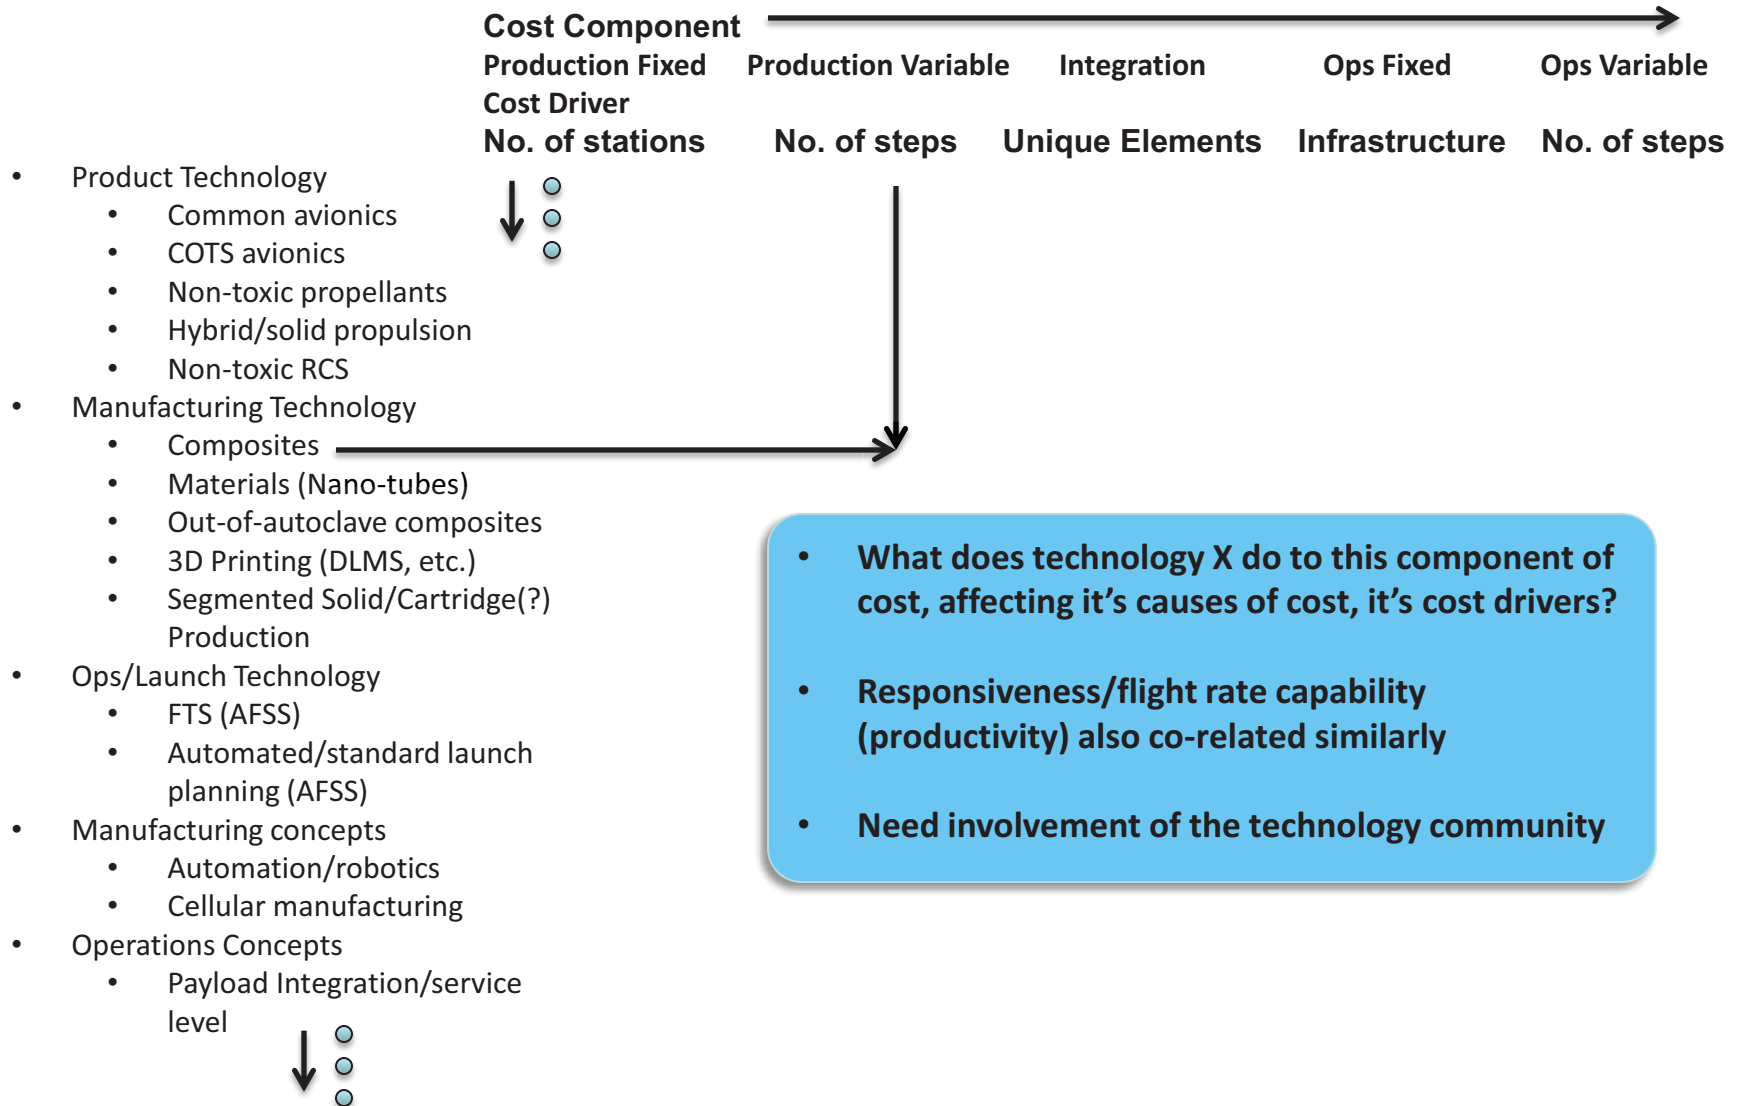 Cost Component
Production Fixed Production Variable Integration Ops Fixed Ops Variable
Cost Driver
No. of stations No. of steps Unique Elements Infrastructure No. of steps
• Product Technology
• Common avionics
• COTS avionics
• Non-toxic propellants
• Hybrid/solid propulsion
• Non-toxic RCS
• Manufacturing Technology
• Composites
• Materials (Nano-tubes)
• Out-of-autoclave composites
• 3D Printing (DLMS, etc.)
• Segmented Solid/Cartridge(?)
Production
• Ops/Launch Technology
• FTS (AFSS)
• Automated/standard launch
planning (AFSS)
• Manufacturing concepts
• Automation/robotics
• Cellular manufacturing
• Operations Concepts
• Payload Integration/service
level
• What does technology X do to this component of
cost, affecting it’s causes of cost, it’s cost drivers?
• Responsiveness/flight rate capability
(productivity) also co-related similarly
• Need involvement of the technology community